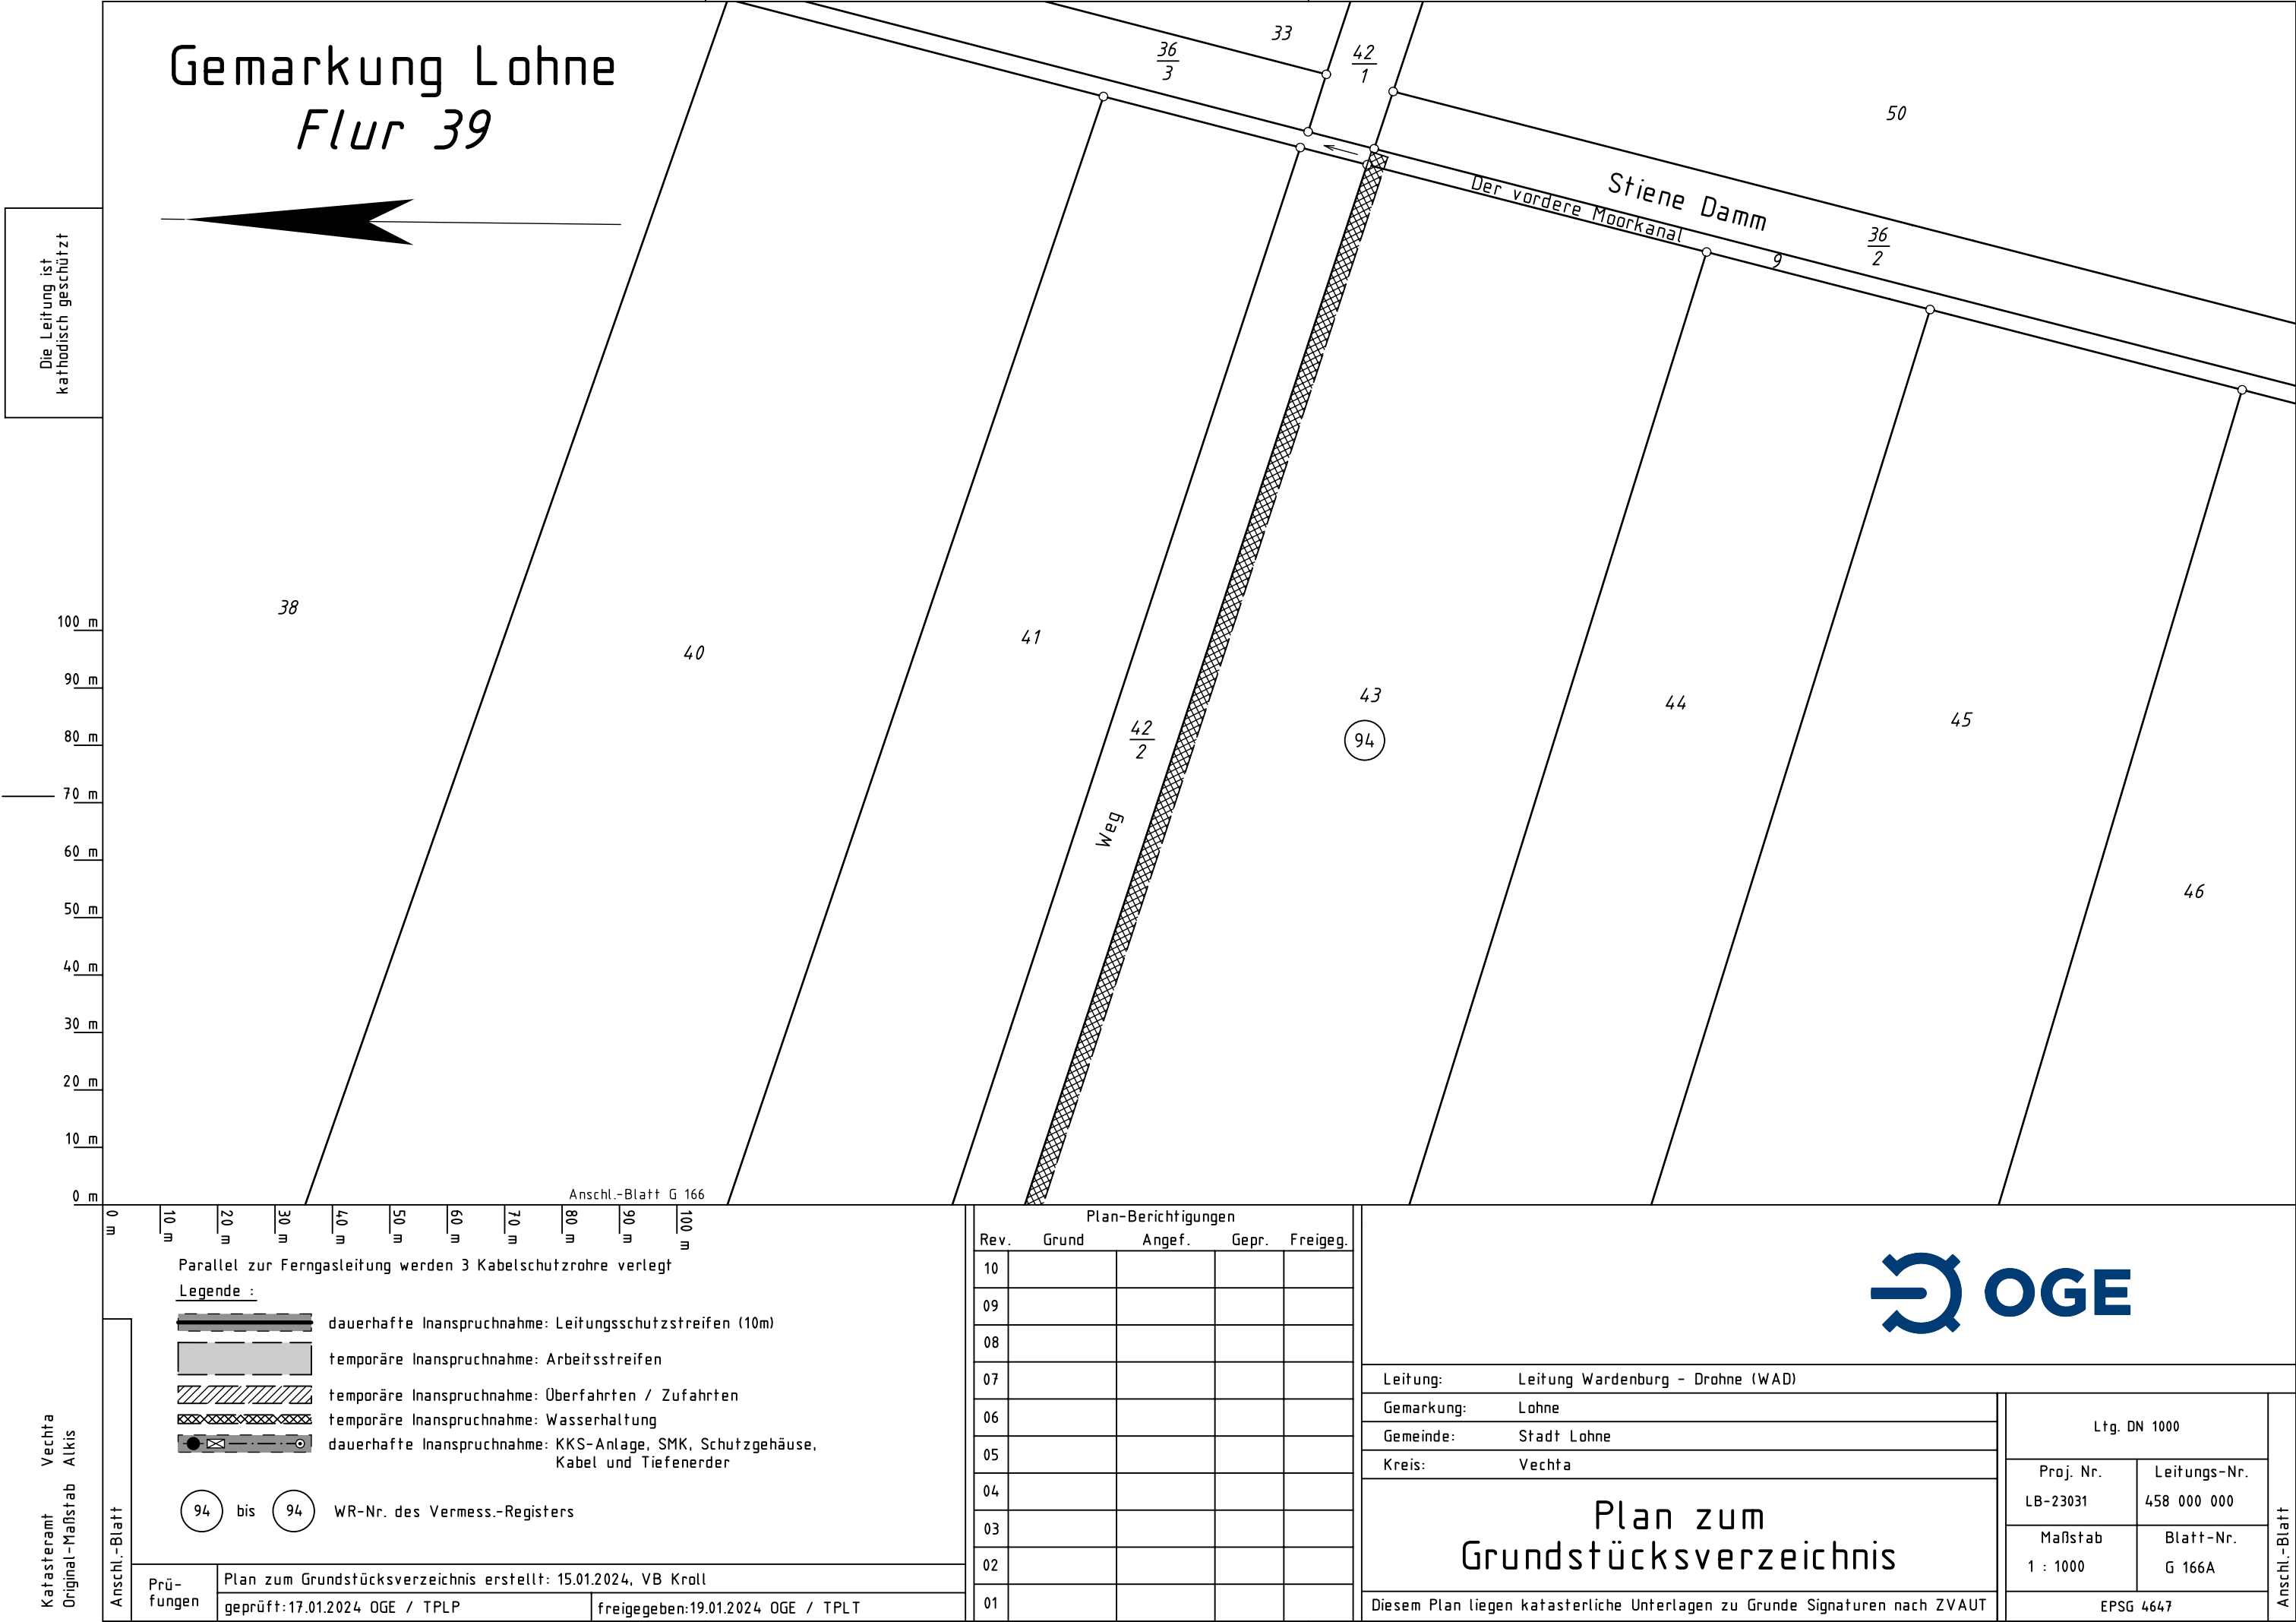 Gemarkung Lohne
Flur 39
33
36
3
42
1
50
Stiene Damm
Der vordere Moorkanal
36
2
9
Die Leitung ist
kathodisch geschützt
38
40
41
42
2
Weg
43
94
44
45
46
100 m
90 m
80 m
70 m
60 m
50 m
40 m
30 m
20 m
10 m
0 m
0 m
10 m
20 m
30 m
40 m
50 m
60 m
70 m
80 m
90 m
100 m
Anschl.-Blatt G 166
Parallel zur Ferngasleitung werden 3 Kabelschutzrohre verlegt
Legende :
dauerhafte Inanspruchnahme: Leitungsschutzstreifen (10m)
temporäre Inanspruchnahme: Arbeitsstreifen
temporäre Inanspruchnahme: Überfahrten / Zufahrten
temporäre Inanspruchnahme: Wasserhaltung
dauerhafte Inanspruchnahme: KKS-Anlage, SMK, Schutzgehäuse,
Kabel und Tiefenerder
94 bis 94 WR-Nr. des Vermess.-Registers
Katasteramt Vechta
Original-Maßstab Alkis
Anschl.-Blatt
Prü-
fungen
Plan zum Grundstücksverzeichnis erstellt: 15.01.2024, VB Kroll
geprüft:17.01.2024 OGE / TPLP
freigegeben:19.01.2024 OGE / TPLT
Plan-Berichtigungen
Rev. Grund Angef. Gepr. Freigeg.
10
09
08
07
06
05
04
03
02
01
OGE
Leitung: Leitung Wardenburg - Drohne (WAD)
Gemarkung: Lohne
Gemeinde: Stadt Lohne
Kreis: Vechta
Plan zum
Grundstücksverzeichnis
Diesem Plan liegen katasterliche Unterlagen zu Grunde Signaturen nach ZVAUT
Ltg. DN 1000
Proj. Nr. Leitungs-Nr.
LB-23031 458 000 000
Maßstab Blatt-Nr.
1 : 1000 G 166A
EPSG 4647
Anschl.-Blatt